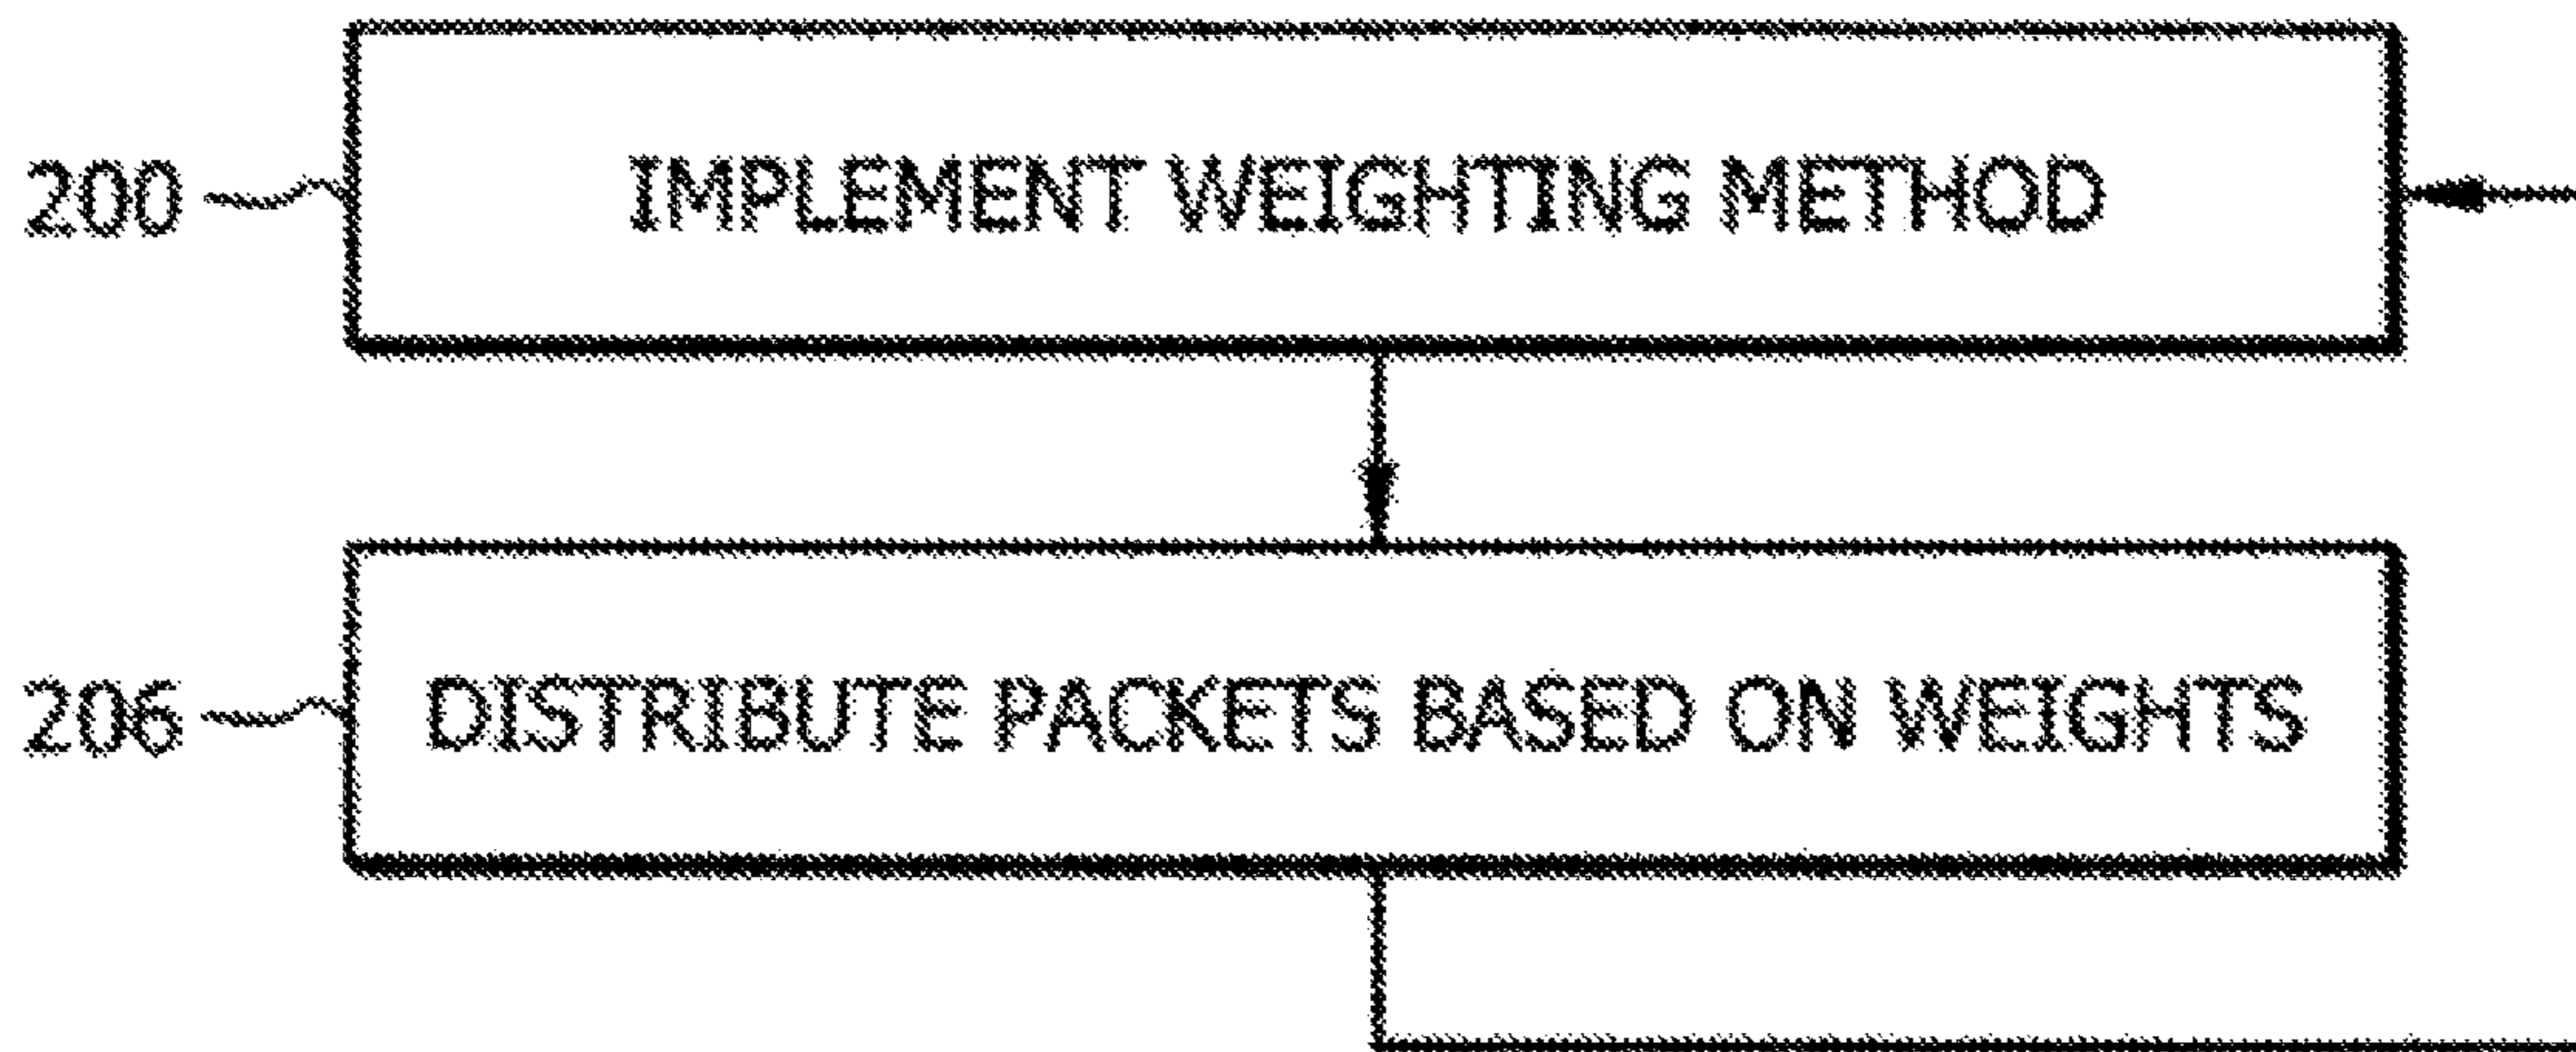 200 IMPLEMENT WEIGHTING METHOD
206 DISTRIBUTE PACKETS BASED ON WEIGHTS